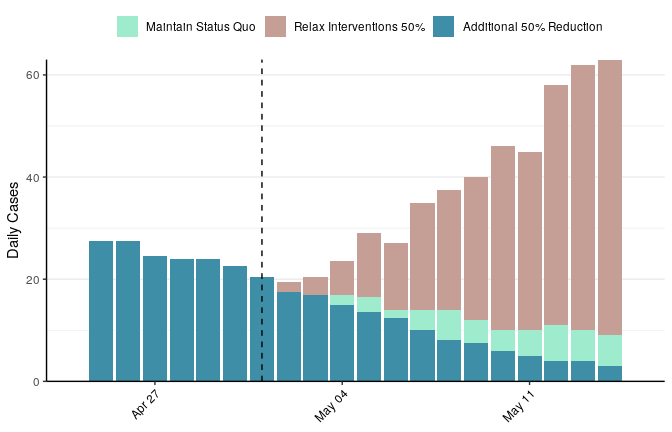 Maintain Status Quo Relax Interventions 50% Additional 50% Reduction
60
40
20
0
Daily Cases
Apr 27 May 04 May 11